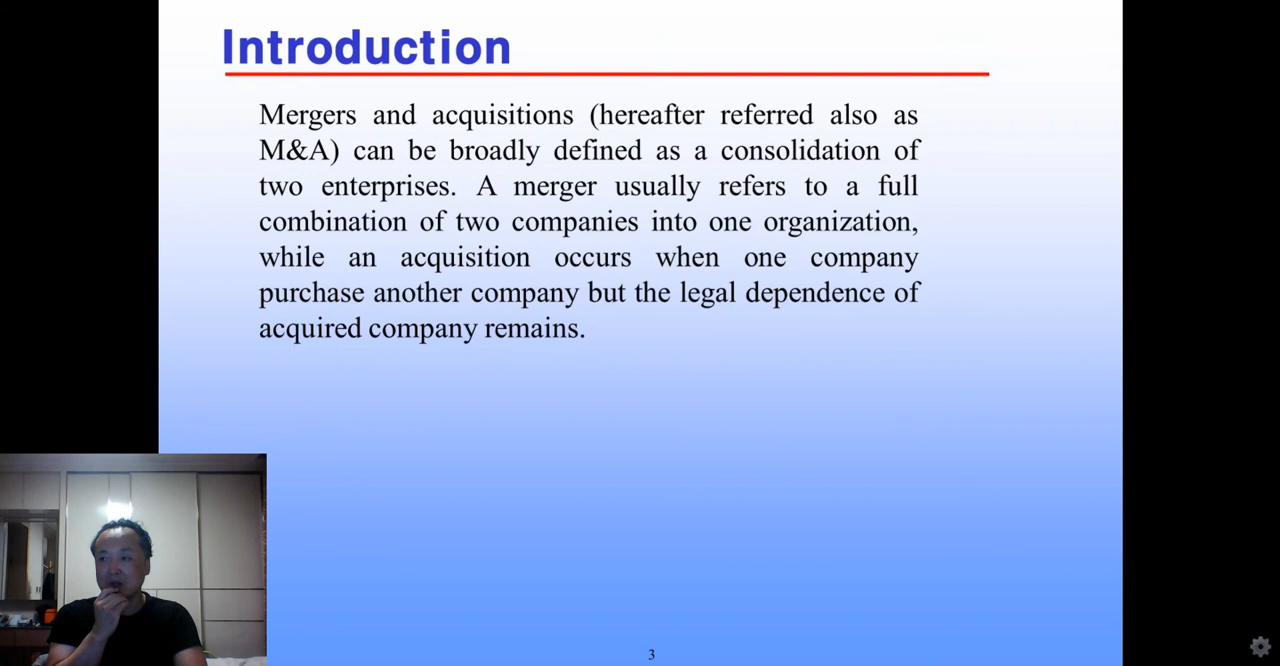 Introduction
Mergers and acquisitions (hereafter referred also as
M&A) can be broadly defined as a consolidation of
two enterprises. A merger usually refers to a full
combination of two companies into one organization,
while an acquisition occurs when one company
purchase another company but the legal dependence of
acquired company remains.
3